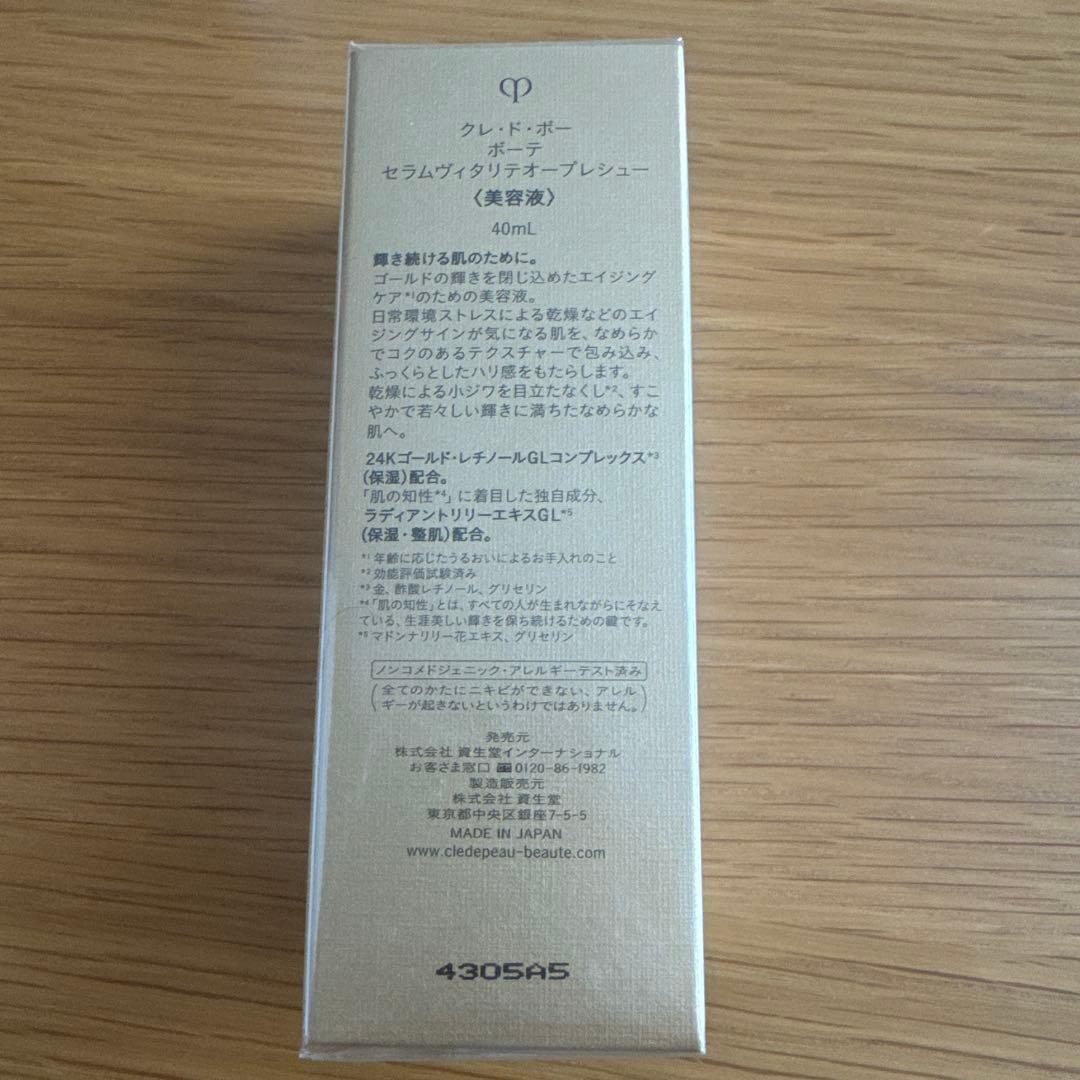 クレ・ド・ポー
ボーテ
セラムヴィタリテオープレシュー
〈美容液〉
40mL
輝き続ける肌のために。
ゴールドの輝きを閉じ込めたエイジング
ケア*1のための美容液。
日常環境ストレスによる乾燥などのエイ
ジングサインが気になる肌を、なめらか
でコクのあるテクスチャーで包み込み、
ふっくらとしたハリ感をもたらします。
乾燥による小ジワを目立たなくし*2、すこ
やかで若々しい輝きに満ちたなめらかな
肌へ。
24Kゴールド・レチノールGLコンプレックス*3
(保湿)配合。
「肌の知性*4」に着目した独自成分、
ラディアントリリーエキスGL*5
(保湿・整肌)配合。
*1 年齢に応じたうるおいによるお手入れのこと
*2 効能評価試験済み
*3 金、酢酸レチノール、グリセリン
*4「肌の知性」とは、すべての人が生まれながらにそなえ
ている、生涯美しい輝きを保ち続けるための鍵です。
*5 マドンナリリー花エキス、グリセリン
ノンコメドジェニック・アレルギーテスト済み
(全てのかたにニキビができない、アレル
ギーが起きないというわけではありません。)
発売元
株式会社 資生堂インターナショナル
お客さま窓口 0120-86-1982
製造販売元
株式会社 資生堂
東京都中央区銀座7-5-5
MADE IN JAPAN
www.cledepeau-beaute.com
4305A5